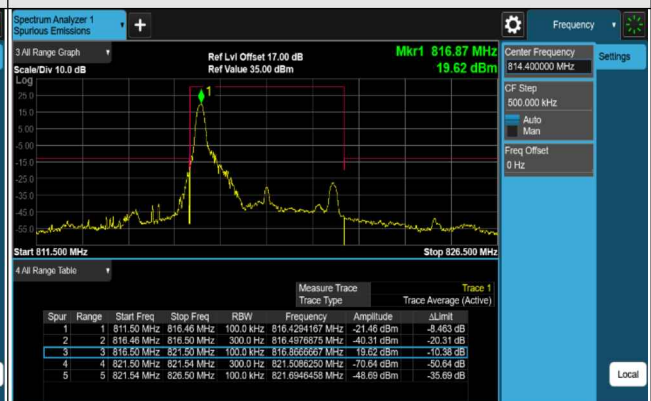 Spectrum Analyzer 1
Spurious Emissions
Frequency
Settings
3 All Range Graph
Scale/Div 10.0 dB
Ref Lvl Offset 17.00 dB
Ref Value 35.00 dBm
Mkr1 816.87 MHz
19.62 dBm
Log
25.0
15.0
5.00
-5.00
-15.0
-25.0
-35.0
-45.0
-55.0
1
Start 811.500 MHz
Stop 826.500 MHz
Center Frequency
814.400000 MHz
CF Step
500.000 kHz
Auto
Man
Freq Offset
0 Hz
4 All Range Table
Measure Trace Trace 1
Trace Type Trace Average (Active)
Spur Range Start Freq Stop Freq RBW Frequency Amplitude ΔLimit
1 1 811.50 MHz 816.46 MHz 100.0 kHz 816.4294167 MHz -21.46 dBm -8.463 dB
2 2 816.46 MHz 816.50 MHz 300.0 Hz 816.4976875 MHz -40.31 dBm -20.31 dB
3 3 816.50 MHz 821.50 MHz 100.0 kHz 816.8666667 MHz 19.62 dBm -10.38 dB
4 4 821.50 MHz 821.54 MHz 300.0 Hz 821.5086250 MHz -70.64 dBm -50.64 dB
5 5 821.54 MHz 826.50 MHz 100.0 kHz 821.6946458 MHz -48.69 dBm -35.69 dB
Local